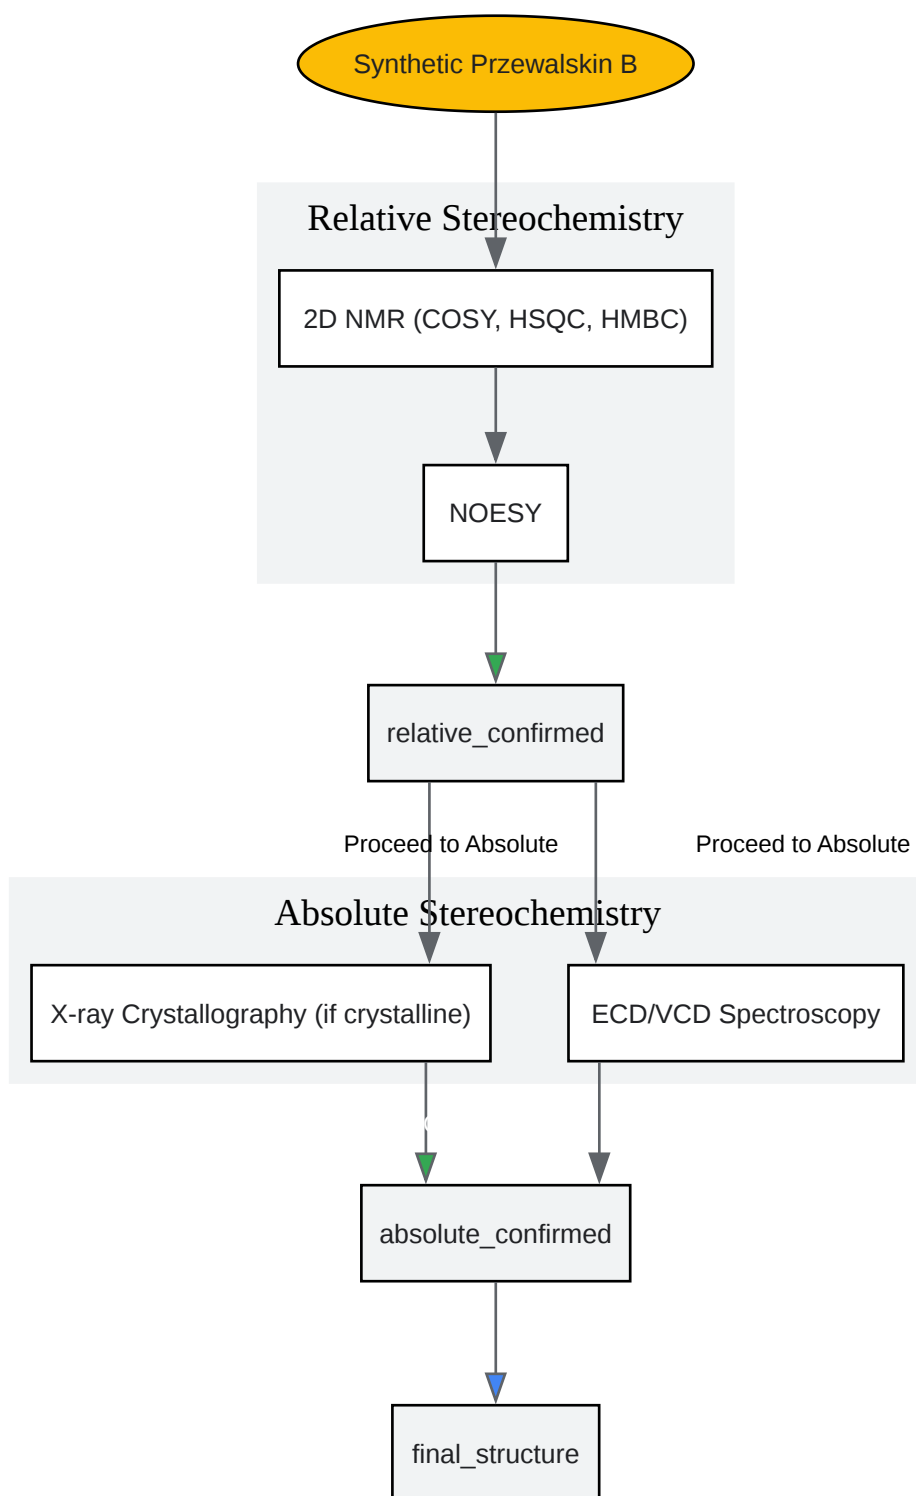 Synthetic Przewalskin B
Relative Stereochemistry
2D NMR (COSY, HSQC, HMBC)
NOESY
relative_confirmed
Proceed to Absolute
Proceed to Absolute
Absolute Stereochemistry
X-ray Crystallography (if crystalline)
ECD/VCD Spectroscopy
absolute_confirmed
final_structure